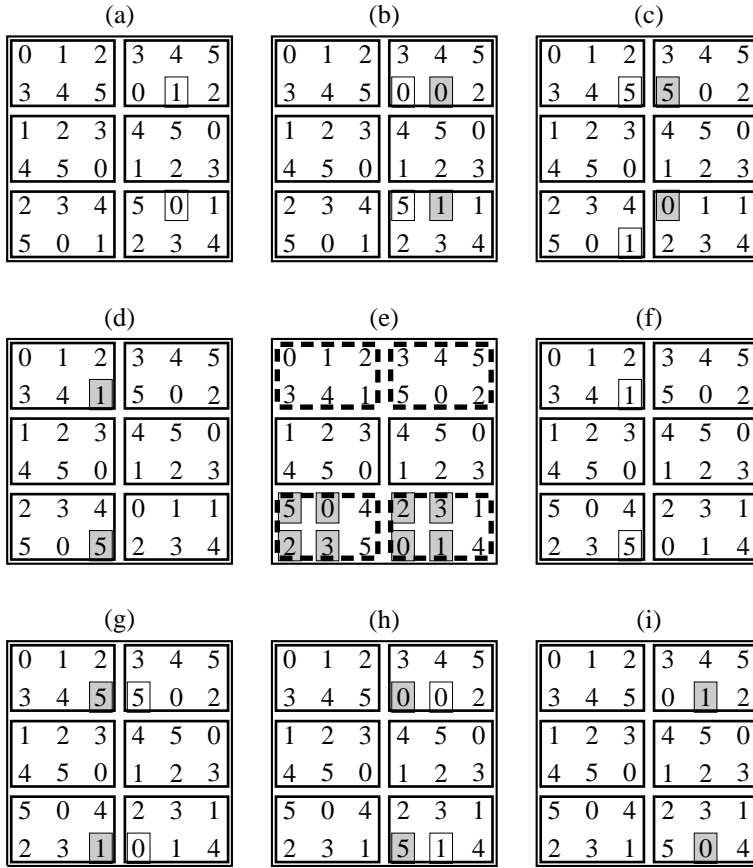 (a) (b) (c)
0 1 2 3 4 5 0 1 2 3 4 5 0 1 2 3 4 5
3 4 5 0 1 2 3 4 5 0 0 2 3 4 5 5 0 2
1 2 3 4 5 0 1 2 3 4 5 0 1 2 3 4 5 0
4 5 0 1 2 3 4 5 0 1 2 3 4 5 0 1 2 3
2 3 4 5 0 1 2 3 4 5 1 1 2 3 4 0 1 1
5 0 1 2 3 4 5 0 1 2 3 4 5 0 1 2 3 4
(d) (e) (f)
0 1 2 3 4 5 0 1 2 3 4 5 0 1 2 3 4 5
3 4 1 5 0 2 3 4 1 5 0 2 3 4 1 5 0 2
1 2 3 4 5 0 1 2 3 4 5 0 1 2 3 4 5 0
4 5 0 1 2 3 4 5 0 1 2 3 4 5 0 1 2 3
2 3 4 0 1 1 5 0 4 2 3 1 5 0 4 2 3 1
5 0 5 2 3 4 2 3 5 0 1 4 2 3 5 0 1 4
(g) (h) (i)
0 1 2 3 4 5 0 1 2 3 4 5 0 1 2 3 4 5
3 4 5 5 0 2 3 4 5 0 0 2 3 4 5 0 1 2
1 2 3 4 5 0 1 2 3 4 5 0 1 2 3 4 5 0
4 5 0 1 2 3 4 5 0 1 2 3 4 5 0 1 2 3
5 0 4 2 3 1 5 0 4 2 3 1 5 0 4 2 3 1
2 3 1 0 1 4 2 3 1 5 1 4 2 3 1 5 0 4